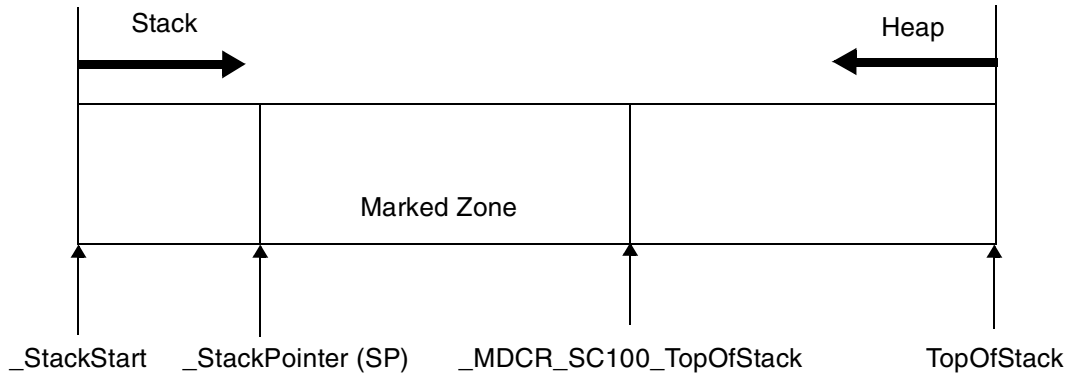 Stack
Heap
Marked Zone
_StackStart
_StackPointer (SP)
_MDCR_SC100_TopOfStack
TopOfStack